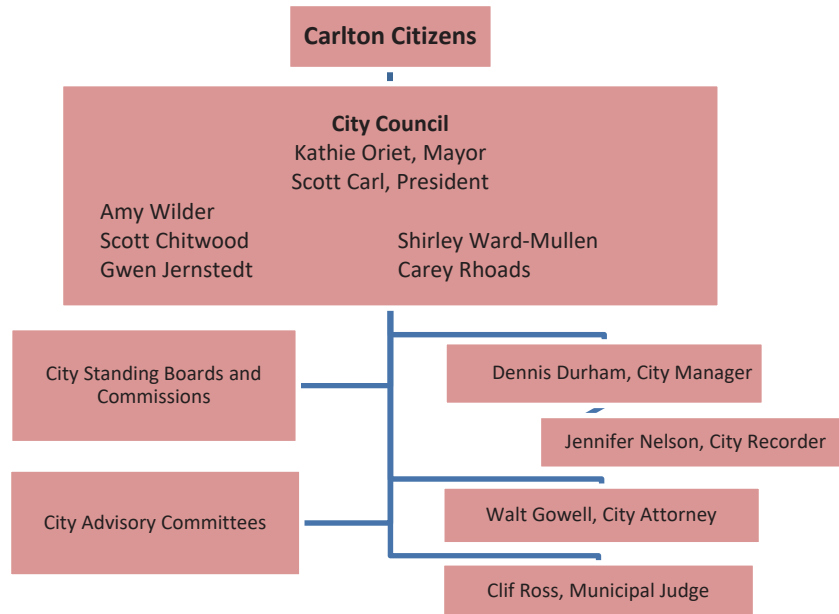 Carlton Citizens
City Council
Kathie Oriet, Mayor
Scott Carl, President
Amy Wilder
Scott Chitwood
Shirley Ward-Mullen
Gwen Jernstedt
Carey Rhoads
City Standing Boards and
Commissions
Dennis Durham, City Manager
Jennifer Nelson, City Recorder
City Advisory Committees
Walt Gowell, City Attorney
Clif Ross, Municipal Judge